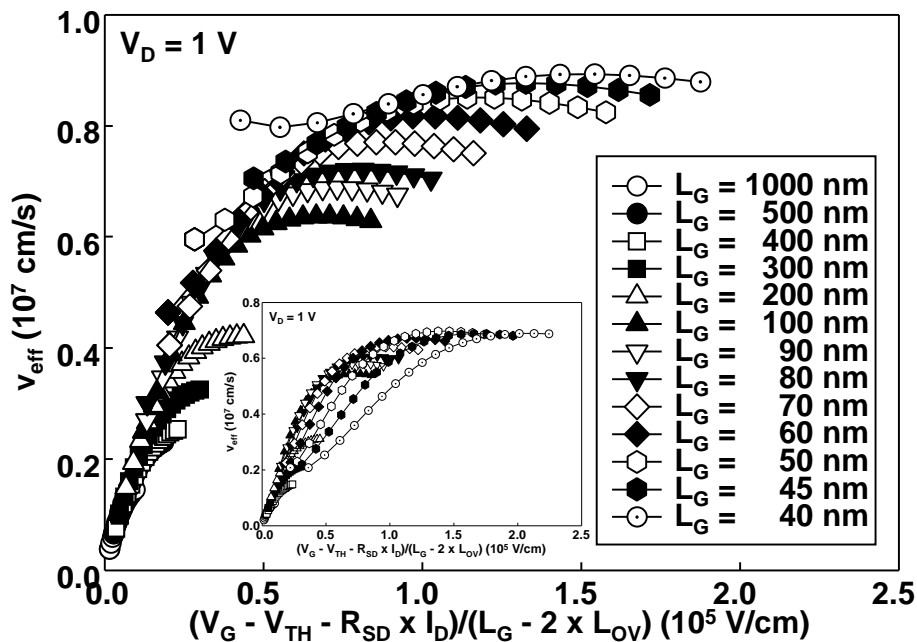 1.0
V_D = 1 V
0.8
0.6
0.4
0.2
0.0
v_eff (10^7 cm/s)
L_G = 1000 nm
L_G = 500 nm
L_G = 400 nm
L_G = 300 nm
L_G = 200 nm
L_G = 100 nm
L_G = 90 nm
L_G = 80 nm
L_G = 70 nm
L_G = 60 nm
L_G = 50 nm
L_G = 45 nm
L_G = 40 nm
0.8
V_D = 1 V
0.6
0.4
0.2
0.0
v_eff (10^7 cm/s)
0.0 0.5 1.0 1.5 2.0 2.5
(V_G - V_TH - R_SD x I_D)/(L_G - 2 x L_OV) (10^5 V/cm)
0.0 0.5 1.0 1.5 2.0 2.5
(V_G - V_TH - R_SD x I_D)/(L_G - 2 x L_OV) (10^5 V/cm)